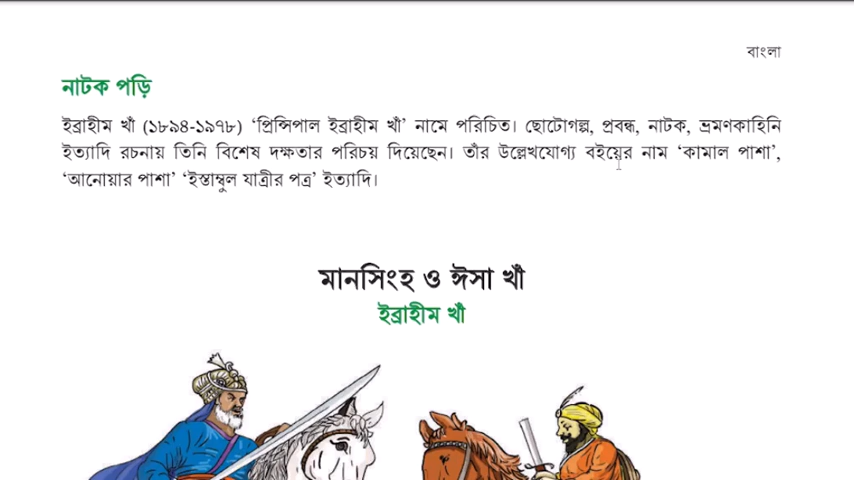 বাংলা
নাটক পড়ি
ইব্রাহীম খাঁ (১৮৯৪-১৯৭৮) ‘প্রিন্সিপাল ইব্রাহীম খাঁ’ নামে পরিচিত। ছোটোগল্প, প্রবন্ধ, নাটক, ভ্রমণকাহিনি
ইত্যাদি রচনায় তিনি বিশেষ দক্ষতার পরিচয় দিয়েছেন। তাঁর উল্লেখযোগ্য বইয়ের নাম ‘কামাল পাশা’,
‘আনোয়ার পাশা’ ‘ইস্তাম্বুল যাত্রীর পত্র’ ইত্যাদি।
মানসিংহ ও ঈসা খাঁ
ইব্রাহীম খাঁ